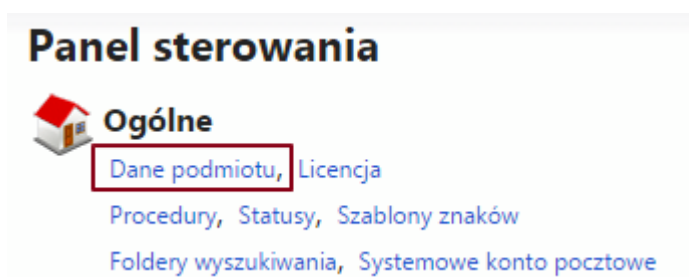 Panel sterowania
Ogólne
Dane podmiotu, Licencja
Procedury, Statusy, Szablony znaków
Foldery wyszukiwania, Systemowe konto pocztowe